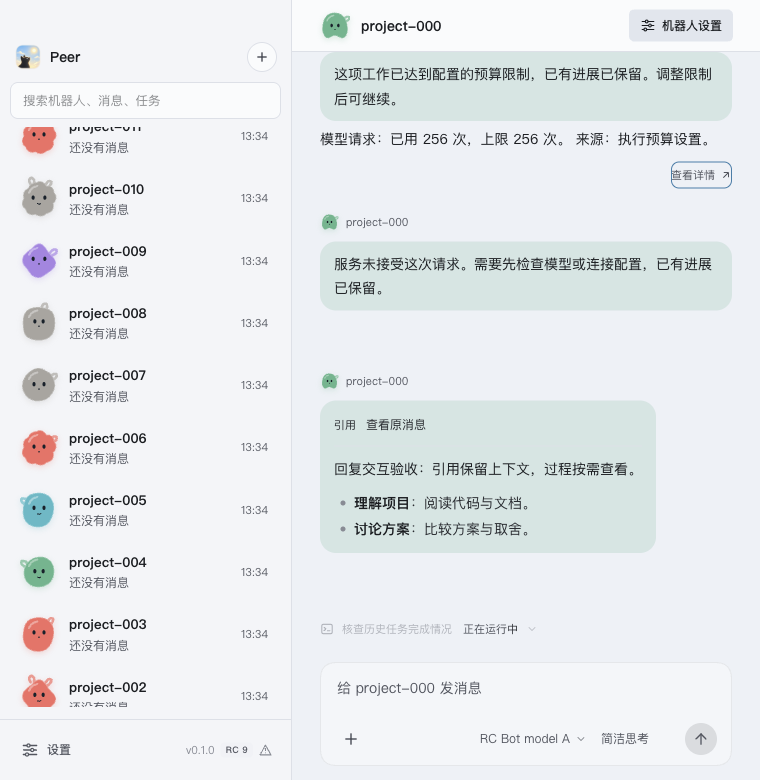 Peer
搜索机器人、消息、任务
project-011
13:34
还没有消息
project-010
13:34
还没有消息
project-009
13:34
还没有消息
project-008
13:34
还没有消息
project-007
13:34
还没有消息
project-006
13:34
还没有消息
project-005
13:34
还没有消息
project-004
13:34
还没有消息
project-003
13:34
还没有消息
project-002
13:34
还没有消息
设置
v0.1.0
RC 9
project-000
机器人设置
这项工作已达到配置的预算限制，已有进展已保留。调整限制
后可继续。
模型请求：已用 256 次，上限 256 次。 来源：执行预算设置。
查看详情
project-000
服务未接受这次请求。需要先检查模型或连接配置，已有进展
已保留。
project-000
引用 查看原消息
回复交互验收：引用保留上下文，过程按需查看。
• 理解项目：阅读代码与文档。
• 讨论方案：比较方案与取舍。
核查历史任务完成情况 正在运行中
给 project-000 发消息
RC Bot model A 简洁思考